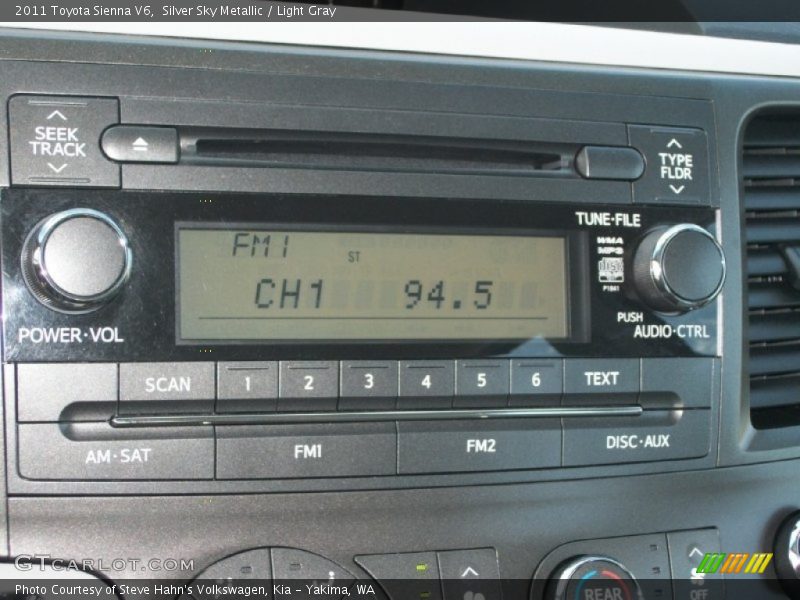 2011 Toyota Sienna V6,  Silver Sky Metallic / Light Gray
SEEK
TRACK
TYPE
FLDR
TUNE·FILE
WMA
MP3
P1841
FM1
ST
CH1 94.5
POWER·VOL
PUSH
AUDIO·CTRL
SCAN 1 2 3 4 5 6 TEXT
AM·SAT FM1 FM2 DISC·AUX
REAR
OFF
GTCARLOT.COM
Photo Courtesy of Steve Hahn's Volkswagen, Kia - Yakima, WA